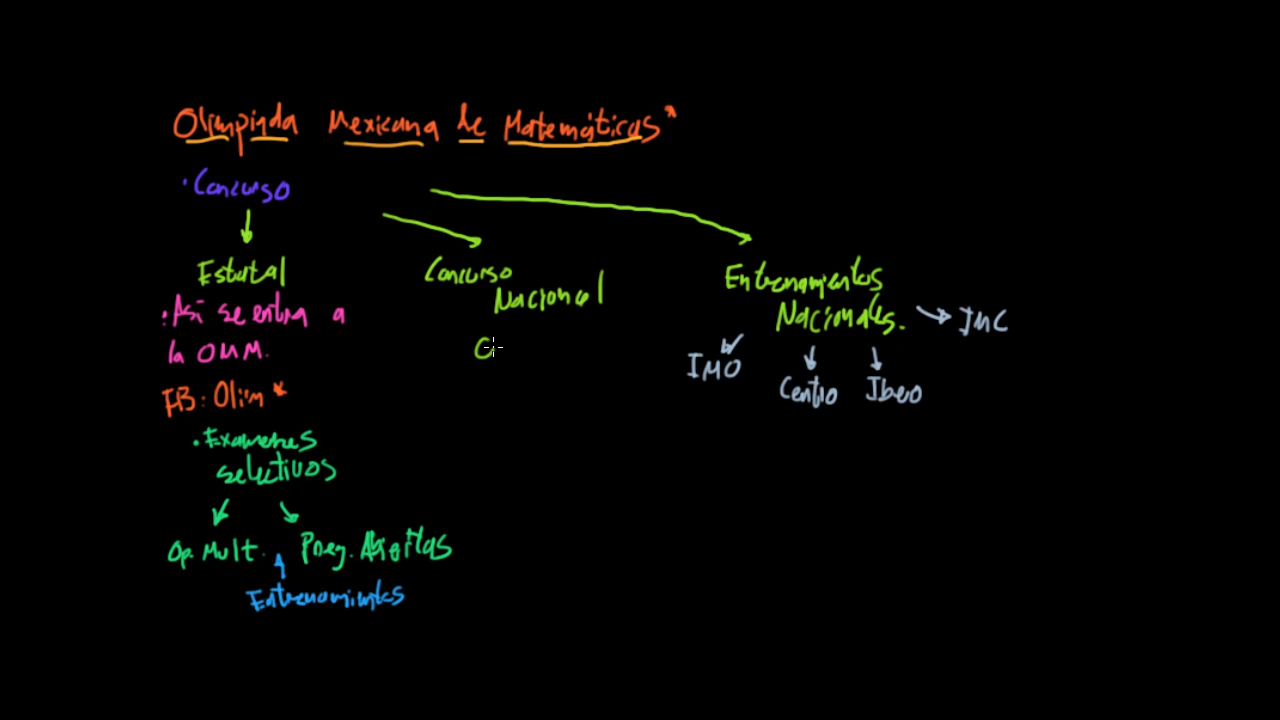 Olimpiada Mexicana de Matemáticas*
· Concurso
Estatal
· Así se entra a
la OMM.
FB: Olim *
· Exámenes
selectivos
Op. Mult.
Preg. Abiertas
Entrenamientos
Concurso
Nacional
Entrenamientos
Nacionales.
IMC
IMO
Centro
Ibero